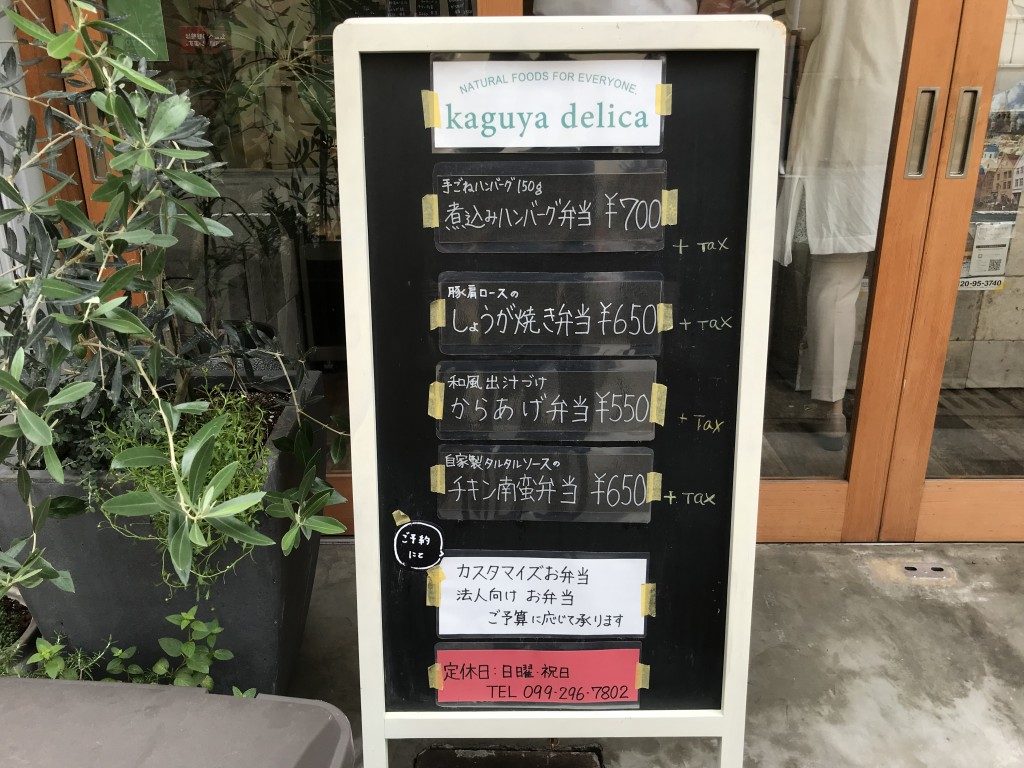 NATURAL FOODS FOR EVERYONE.
kaguya delica
手ごねハンバーグ150g
煮込みハンバーグ弁当 ¥700
+ Tax
豚肩ロースの
しょうが焼き弁当 ¥650
+ Tax
和風出汁づけ
からあげ弁当 ¥550
+ Tax
自家製タルタルソースの
チキン南蛮弁当 ¥650
+ Tax
ご予約
にて
カスタマイズお弁当
法人向け お弁当
ご予算に応じて承ります
定休日:日曜・祝日
TEL 099-296-7802
20-95-3740